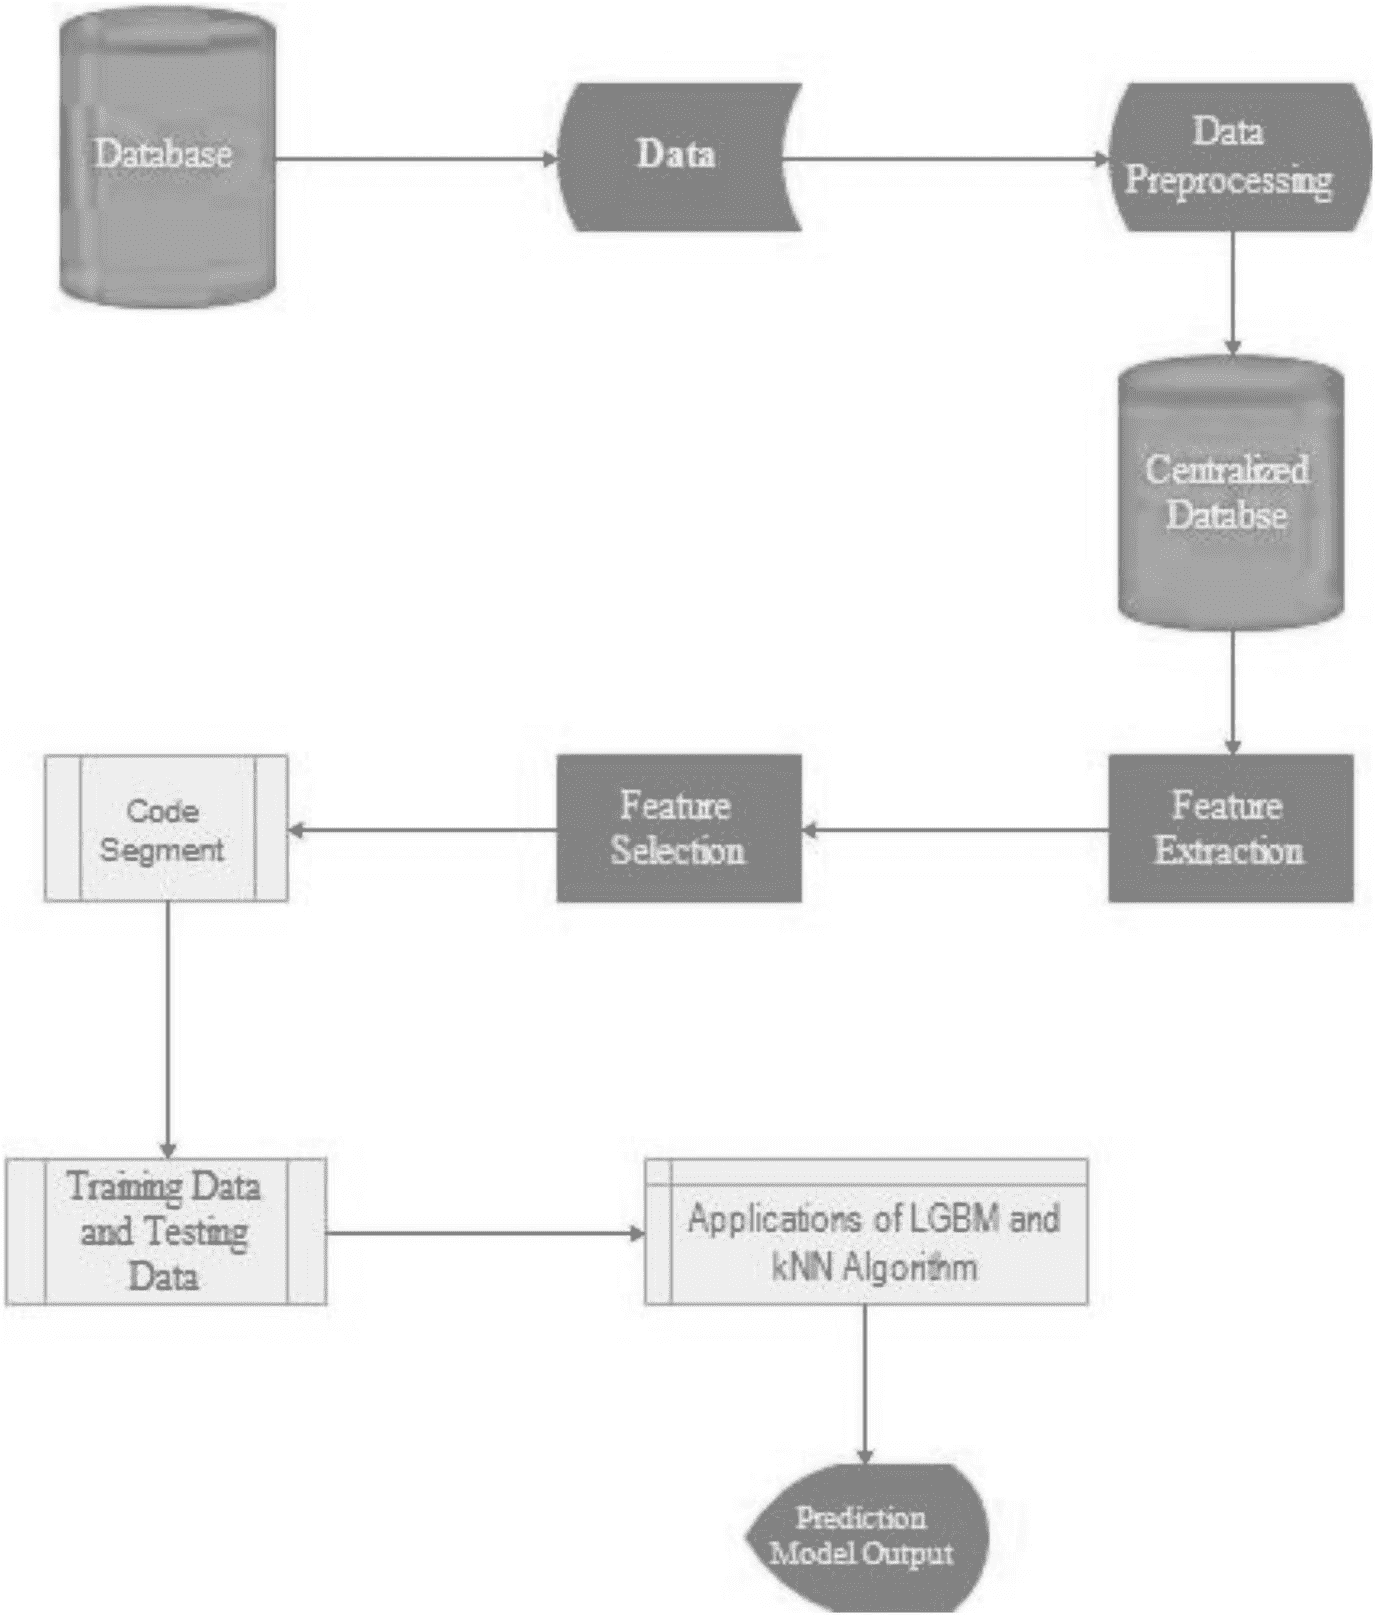 Database
Data
Data
Preprocessing
Centralized
Databse
Feature
Extraction
Feature
Selection
Code
Segment
Training Data
and Testing
Data
Applications of LGBM and
kNN Algorithm
Prediction
Model Output